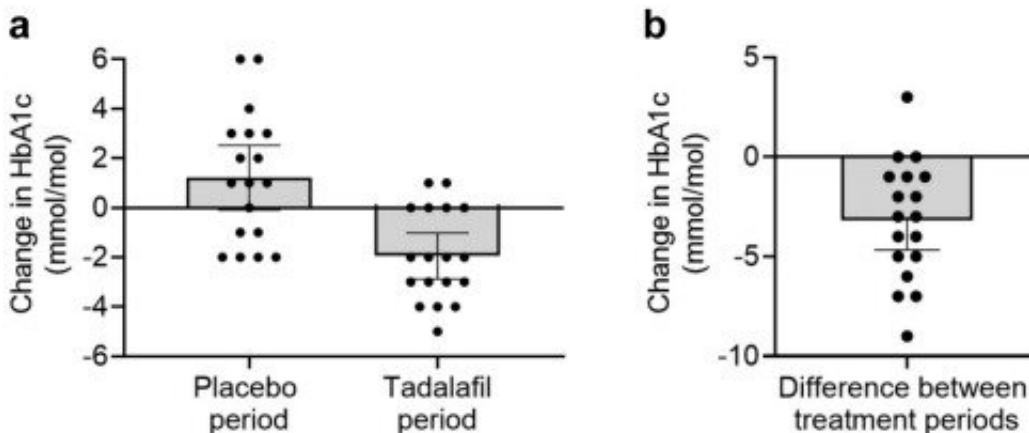 a
Change in HbA1c
(mmol/mol)
6
4
2
0
-2
-4
-6
Placebo
period
Tadalafil
period
b
Change in HbA1c
(mmol/mol)
5
0
-5
-10
Difference between
treatment periods